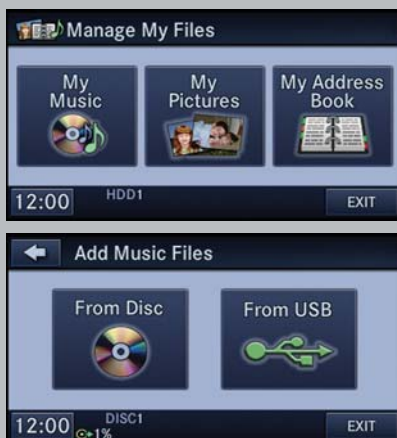 Manage My Files
My Music
My Pictures
My Address Book
12:00
HDD1
EXIT
Add Music Files
From Disc
From USB
12:00
DISC1
1%
EXIT